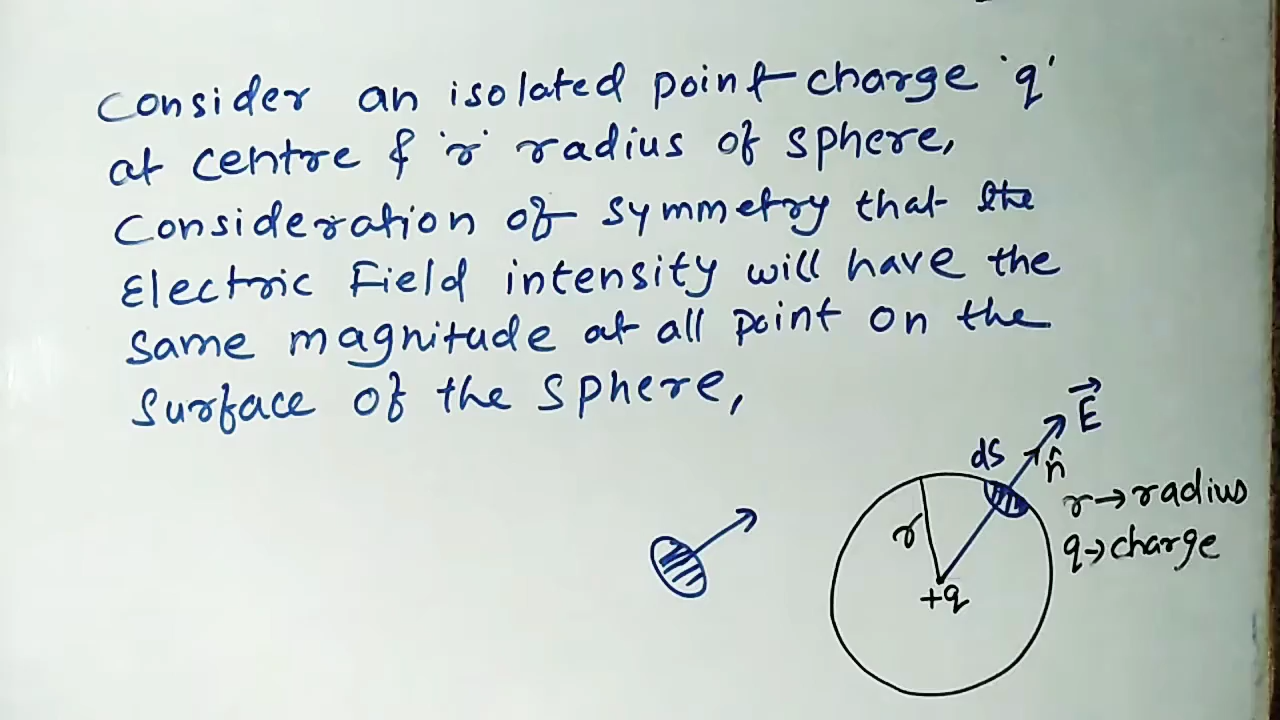 Consider an isolated point charge 'q'
at centre & 'r' radius of sphere,
Consideration of symmetry that the
Electric Field intensity will have the
Same magnitude at all point on the
Surface of the sphere,
E
ds
n̂
r
r → radius
q → charge
+q